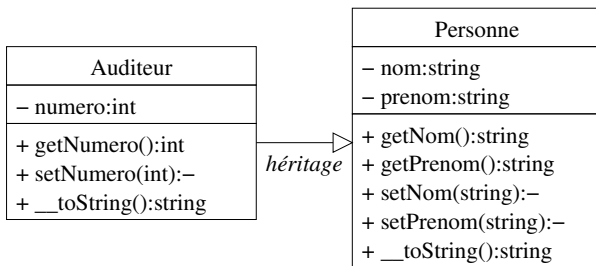 Auditeur
− numero:int
+ getNumero():int
+ setNumero(int):−
+ __toString():string
héritage
Personne
− nom:string
− prenom:string
+ getNom():string
+ getPrenom():string
+ setNom(string):−
+ setPrenom(string):−
+ __toString():string